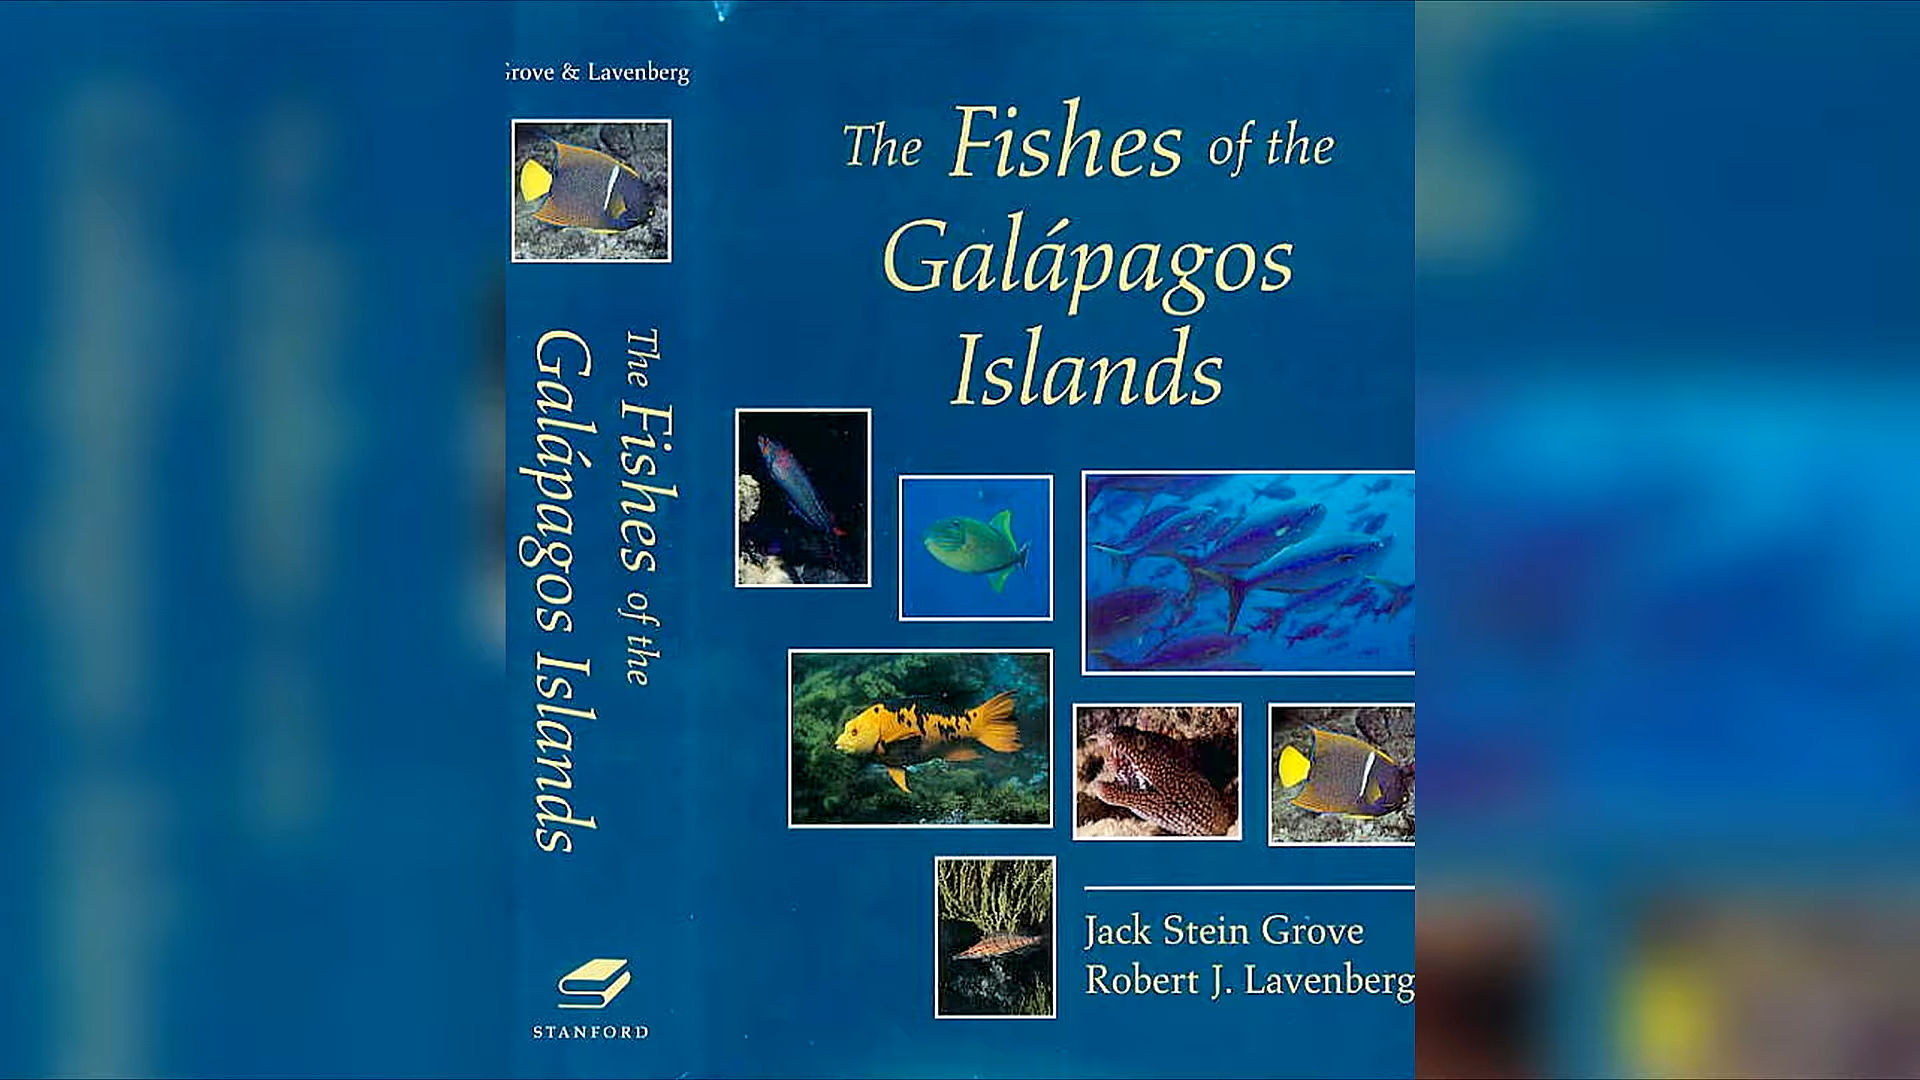 Grove & Lavenberg
The Fishes of the
Galápagos Islands
STANFORD
The Fishes of the
Galápagos
Islands
Jack Stein Grove
Robert J. Lavenberg